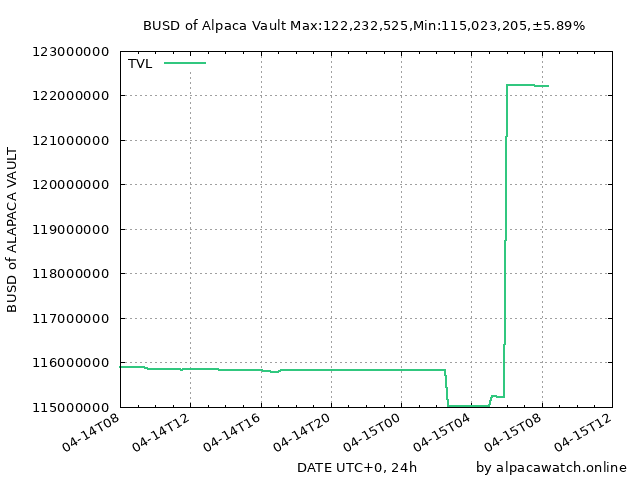 BUSD of Alpaca Vault Max:122,232,525,Min:115,023,205,±5.89%
TVL
123000000
122000000
121000000
120000000
119000000
118000000
117000000
116000000
115000000
BUSD of ALAPACA VAULT
04-14T08
04-14T12
04-14T16
04-14T20
04-15T00
04-15T04
04-15T08
04-15T12
DATE UTC+0, 24h
by alpacawatch.online